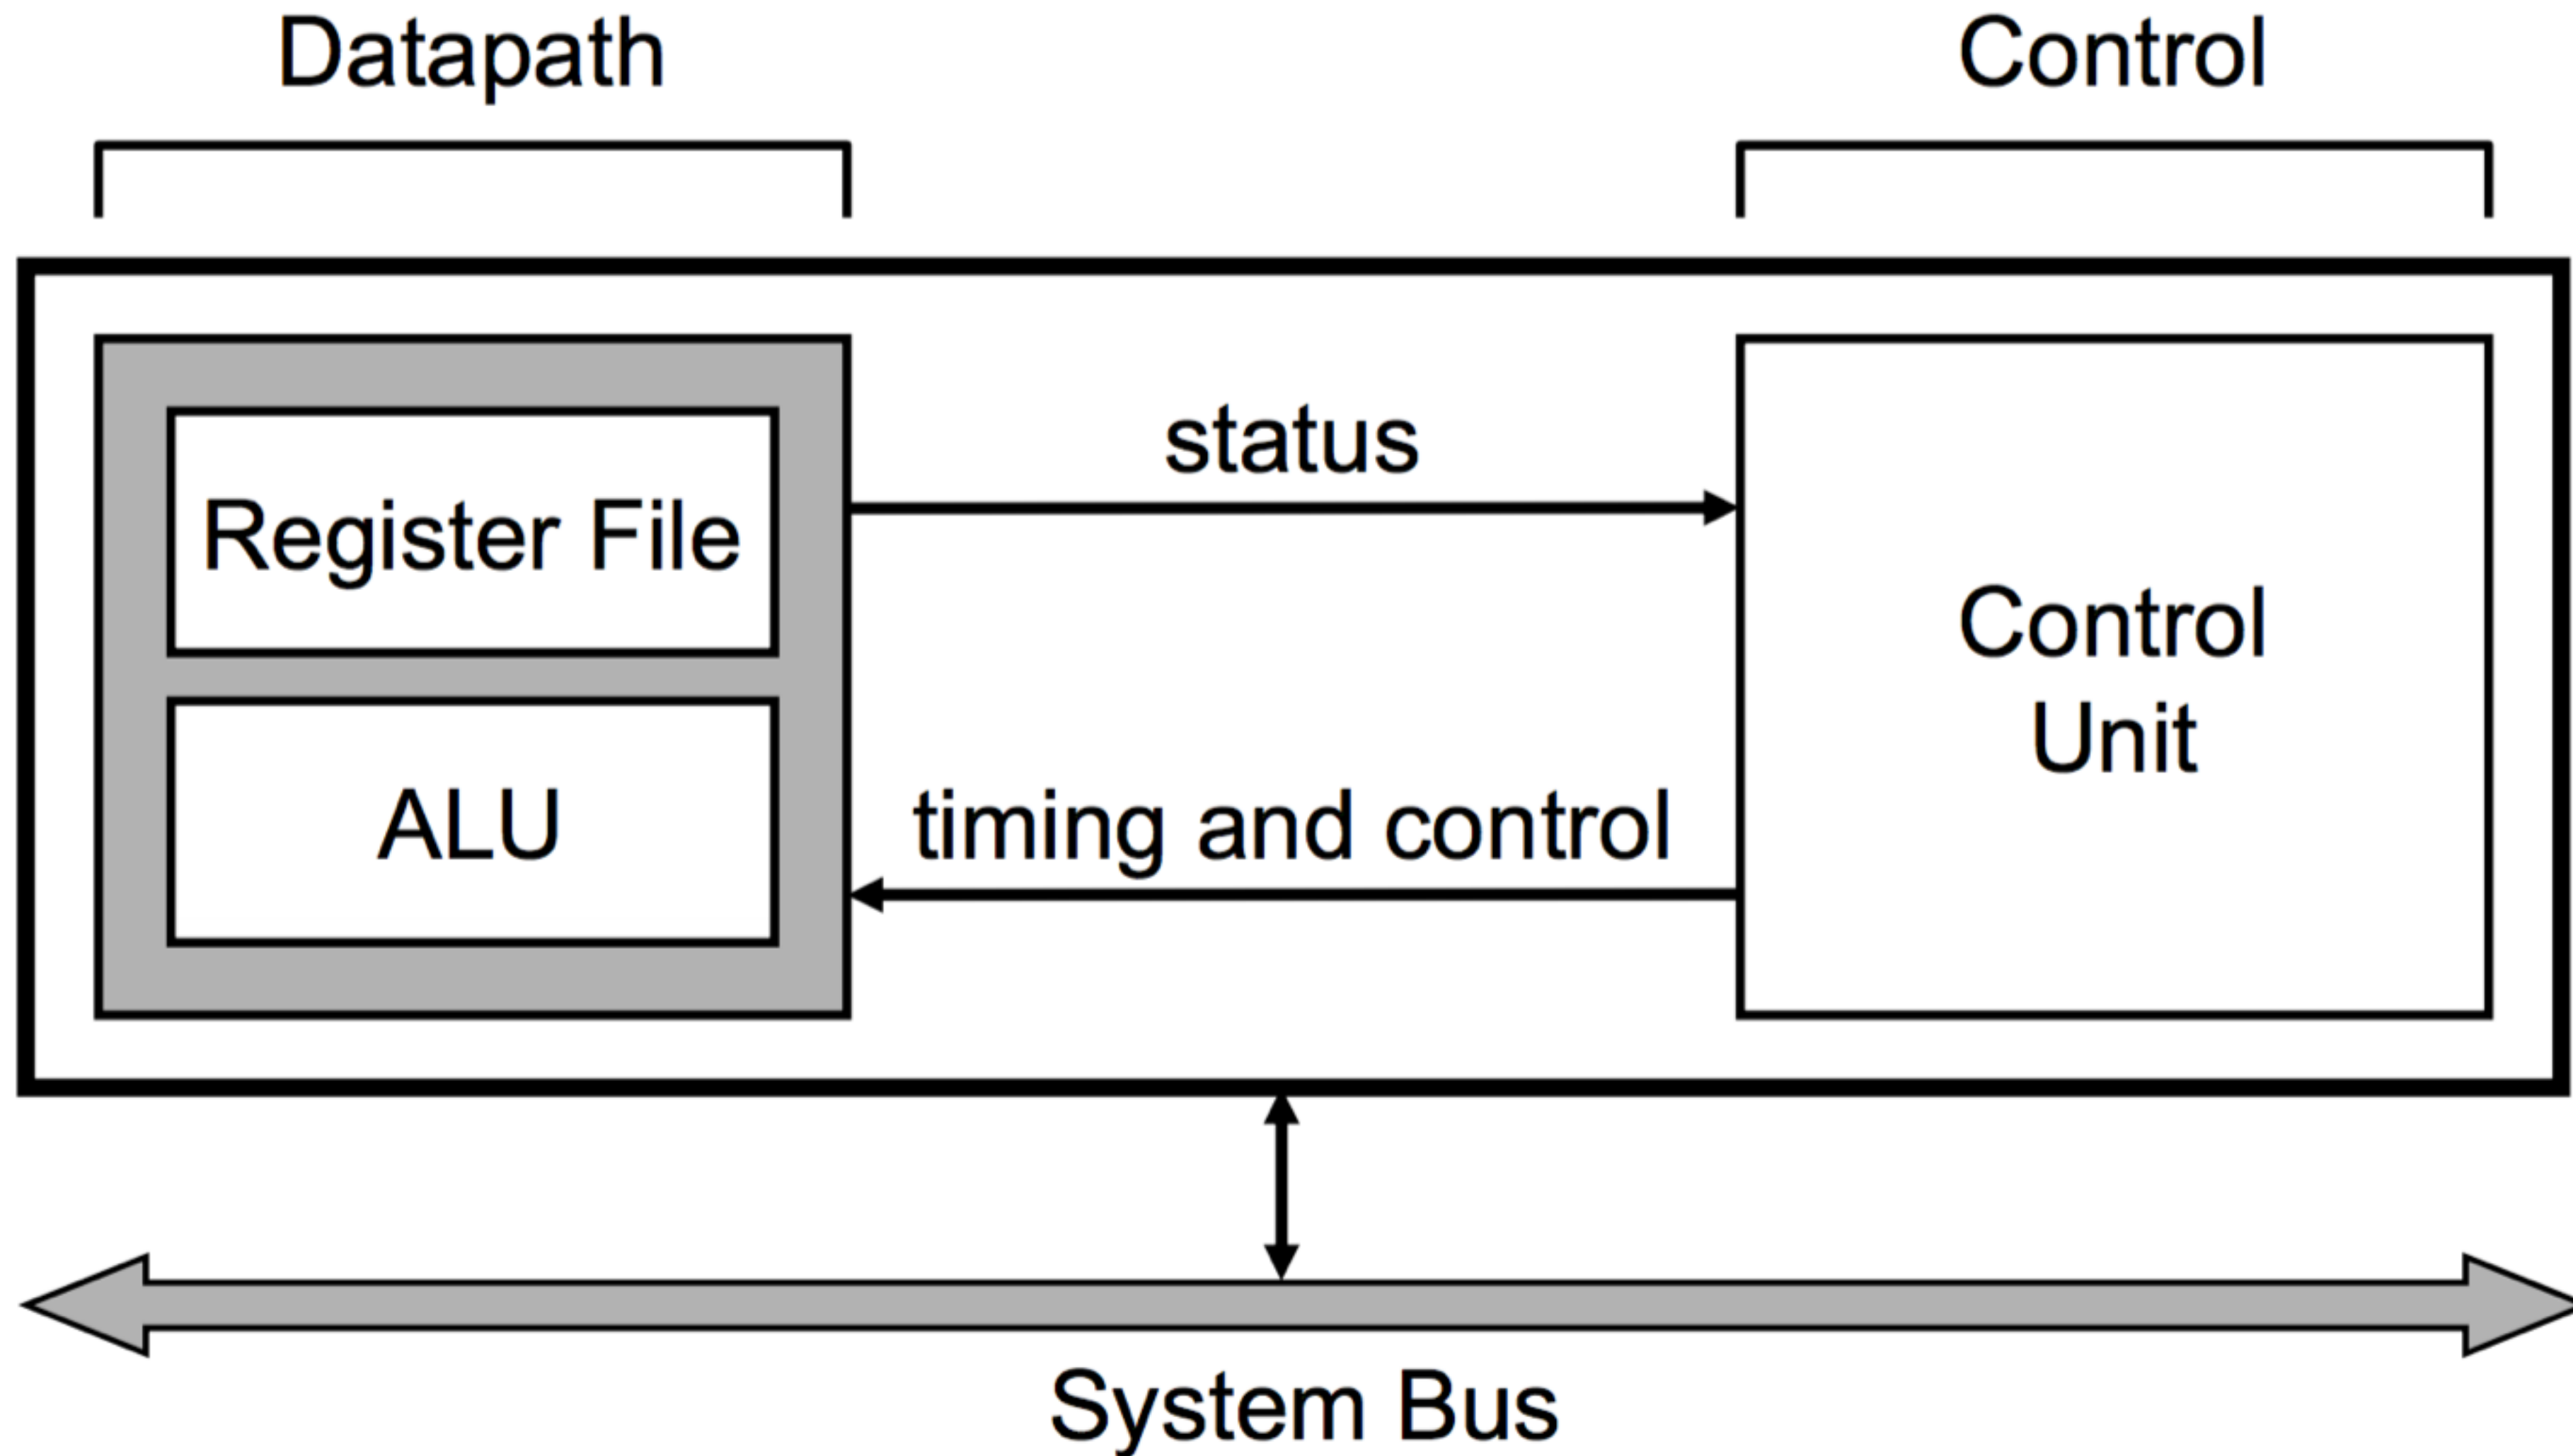 Datapath
Control
status
Register File
Control
Unit
timing and control
ALU
System Bus